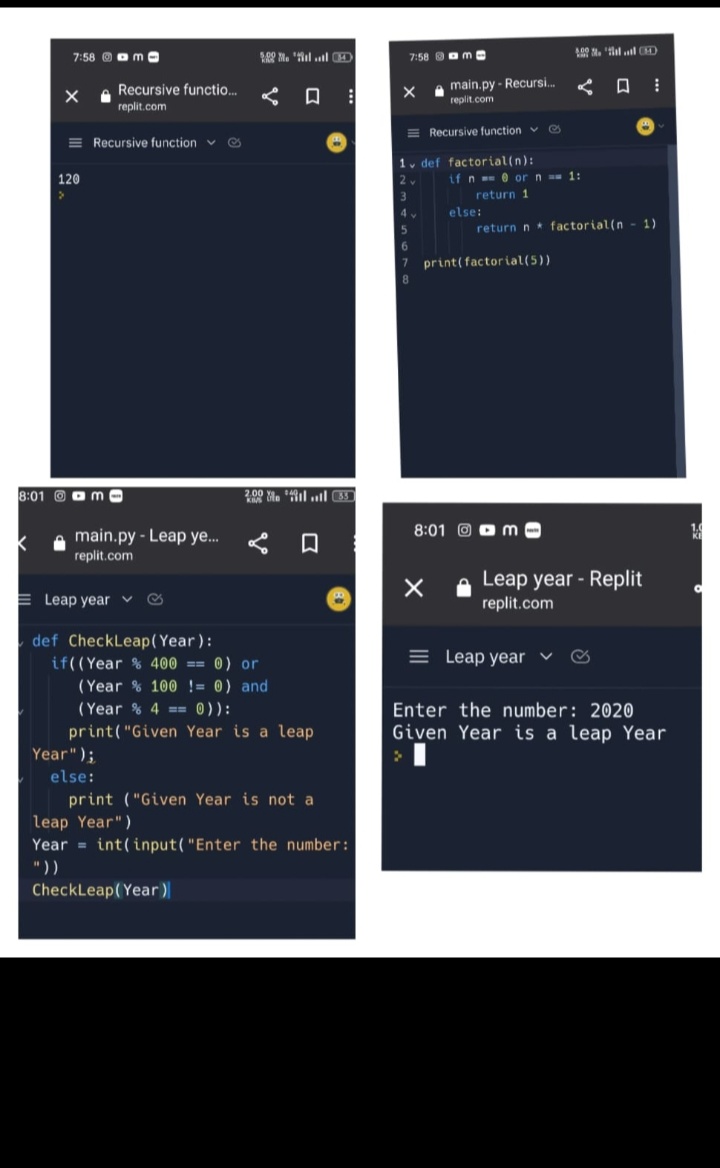 7:58
Recursive functio...
replit.com
Recursive function
120
7:58
main.py - Recursi...
replit.com
Recursive function
1 def factorial(n):
2 if n == 0 or n == 1:
3 return 1
4 else:
5 return n * factorial(n - 1)
6
7 print(factorial(5))
8
8:01
main.py - Leap ye...
replit.com
Leap year
def CheckLeap(Year):
if((Year % 400 == 0) or
(Year % 100 != 0) and
(Year % 4 == 0)):
print("Given Year is a leap
Year");
else:
print ("Given Year is not a
leap Year")
Year = int(input("Enter the number:
"))
CheckLeap(Year)
8:01
Leap year - Replit
replit.com
Leap year
Enter the number: 2020
Given Year is a leap Year